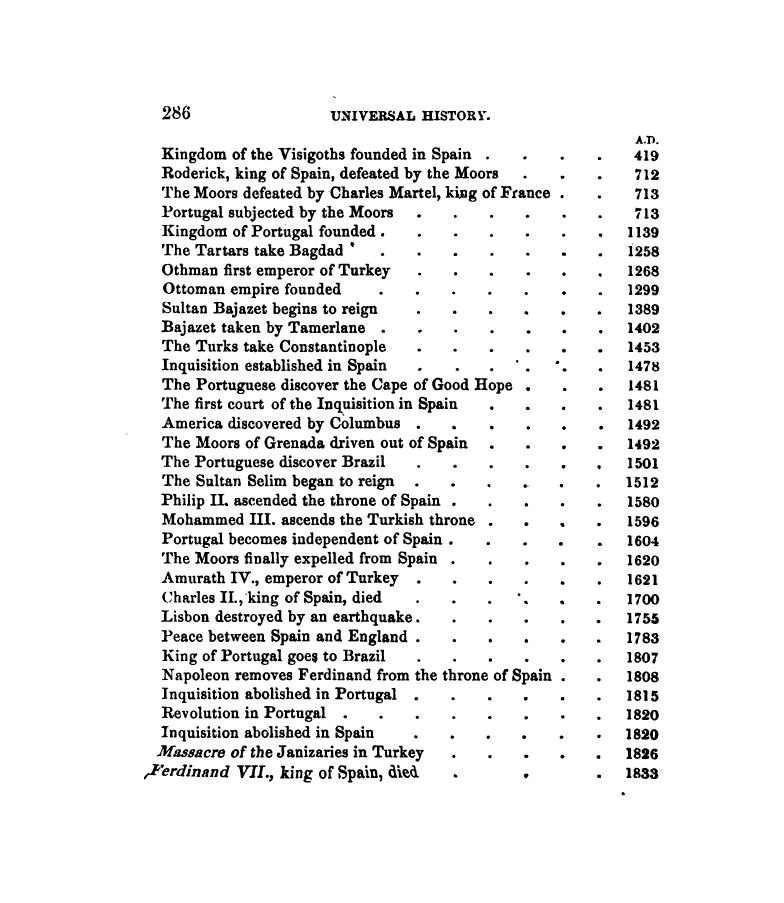 286 UNIVERSAL HISTORY.
A.D.
Kingdom of the Visigoths founded in Spain . . . . 419
Roderick, king of Spain, defeated by the Moors . . . 712
The Moors defeated by Charles Martel, king of France . . 713
Portugal subjected by the Moors . . . . . . 713
Kingdom of Portugal founded . . . . . . . 1139
The Tartars take Bagdad . . . . . . . 1258
Othman first emperor of Turkey . . . . . . 1268
Ottoman empire founded . . . . . . . 1299
Sultan Bajazet begins to reign . . . . . . 1389
Bajazet taken by Tamerlane . . . . . . . 1402
The Turks take Constantinople . . . . . . 1453
Inquisition established in Spain . . . . . . 1478
The Portuguese discover the Cape of Good Hope . . . 1481
The first court of the Inquisition in Spain . . . . 1481
America discovered by Columbus . . . . . . 1492
The Moors of Grenada driven out of Spain . . . . 1492
The Portuguese discover Brazil . . . . . . 1501
The Sultan Selim began to reign . . . . . . 1512
Philip II. ascended the throne of Spain . . . . . 1580
Mohammed III. ascends the Turkish throne . . . . 1596
Portugal becomes independent of Spain . . . . . 1604
The Moors finally expelled from Spain . . . . . 1620
Amurath IV., emperor of Turkey . . . . . . 1621
Charles II., king of Spain, died . . . . . . 1700
Lisbon destroyed by an earthquake . . . . . . 1755
Peace between Spain and England . . . . . . 1783
King of Portugal goes to Brazil . . . . . . 1807
Napoleon removes Ferdinand from the throne of Spain . . 1808
Inquisition abolished in Portugal . . . . . . 1815
Revolution in Portugal . . . . . . . . 1820
Inquisition abolished in Spain . . . . . . 1820
Massacre of the Janizaries in Turkey . . . . . 1826
Ferdinand VII., king of Spain, died . . . 1833